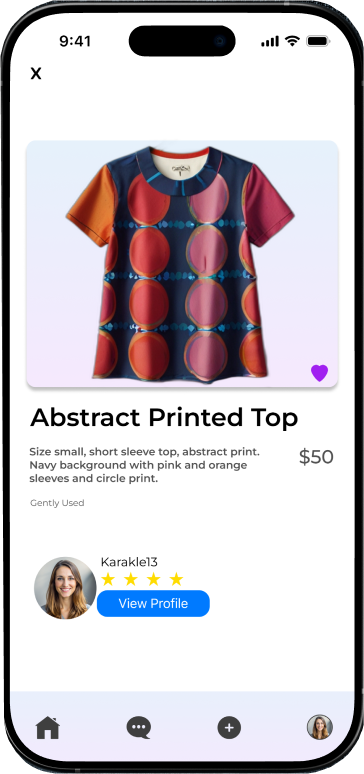 9:41
X
Abstract Printed Top
Size small, short sleeve top, abstract print.
Navy background with pink and orange
sleeves and circle print.
$50
Gently Used
Karakle13
View Profile